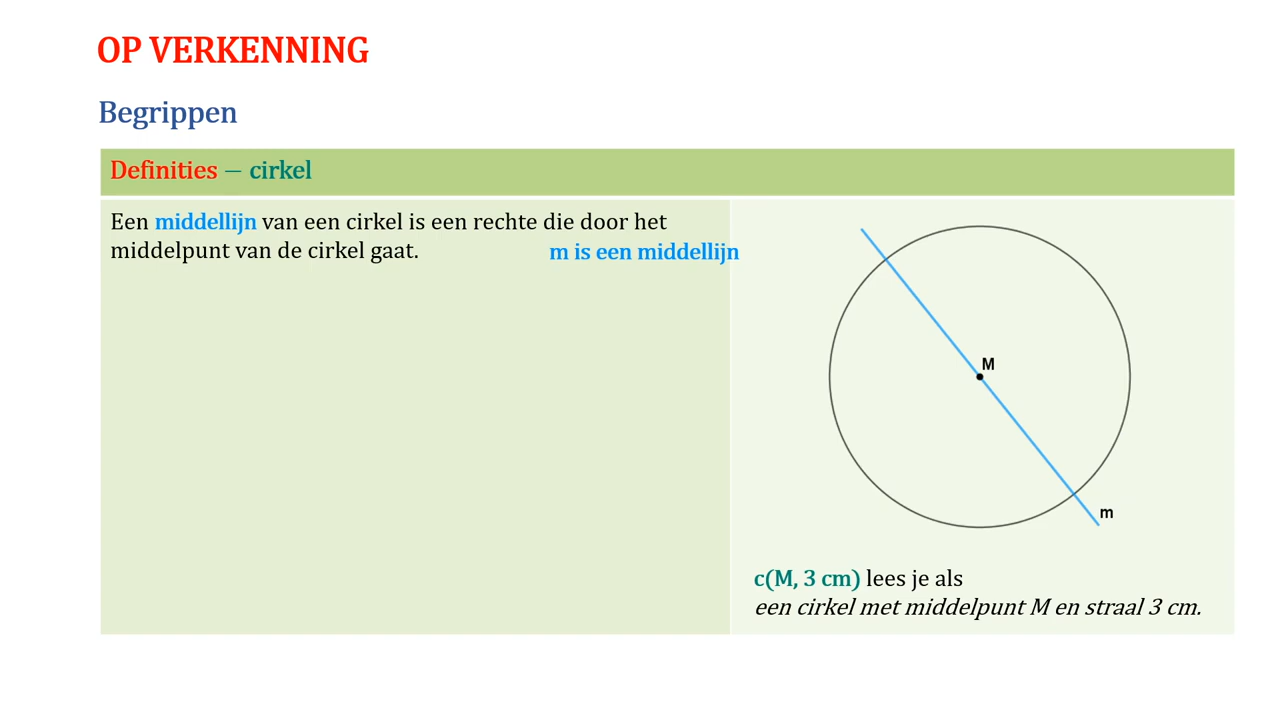 OP VERKENNING
Begrippen
Definities – cirkel
Een middellijn van een cirkel is een rechte die door het
middelpunt van de cirkel gaat.
m is een middellijn
M
m
c(M, 3 cm) lees je als
een cirkel met middelpunt M en straal 3 cm.